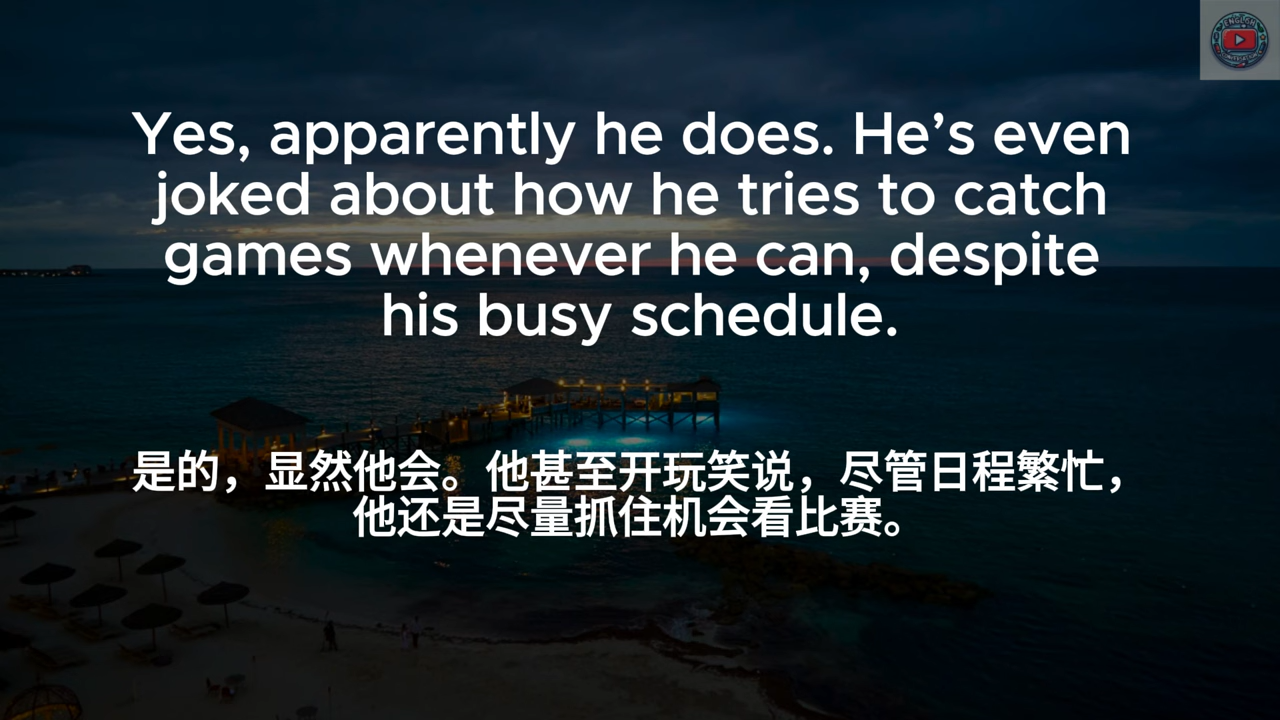 Yes, apparently he does. He’s even
joked about how he tries to catch
games whenever he can, despite
his busy schedule.
是的，显然他会。他甚至开玩笑说，尽管日程繁忙，
他还是尽量抓住机会看比赛。